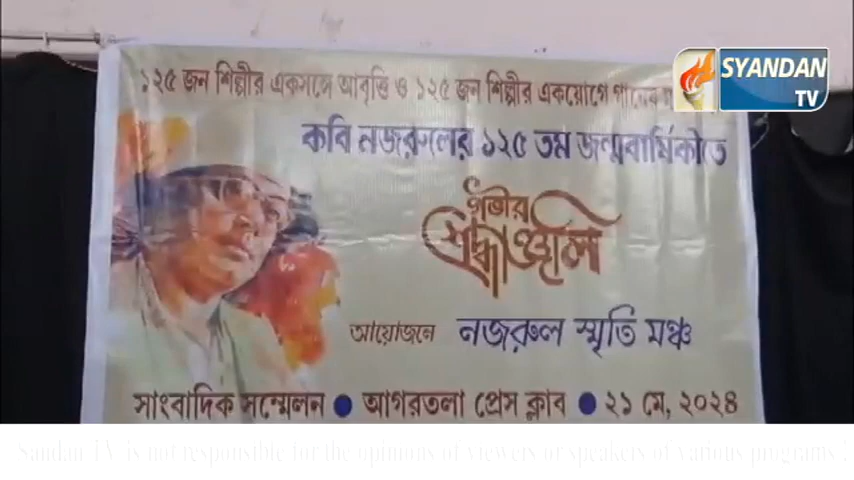 ১২৫ জন শিল্পীর একসঙ্গে আবৃত্তি ও ১২৫ জন শিল্পীর একযোগে গানের
SYANDAN
TV
কবি নজরুলের ১২৫ তম জন্মবার্ষিকীতে
গভীর
শ্রদ্ধাঞ্জলি
আয়োজনে নজরুল স্মৃতি মঞ্চ
সাংবাদিক সম্মেলন ● আগরতলা প্রেস ক্লাব ● ২১ মে, ২০২৪
Sandan TV is not responsible for the opinions of viewers or speakers of various programs